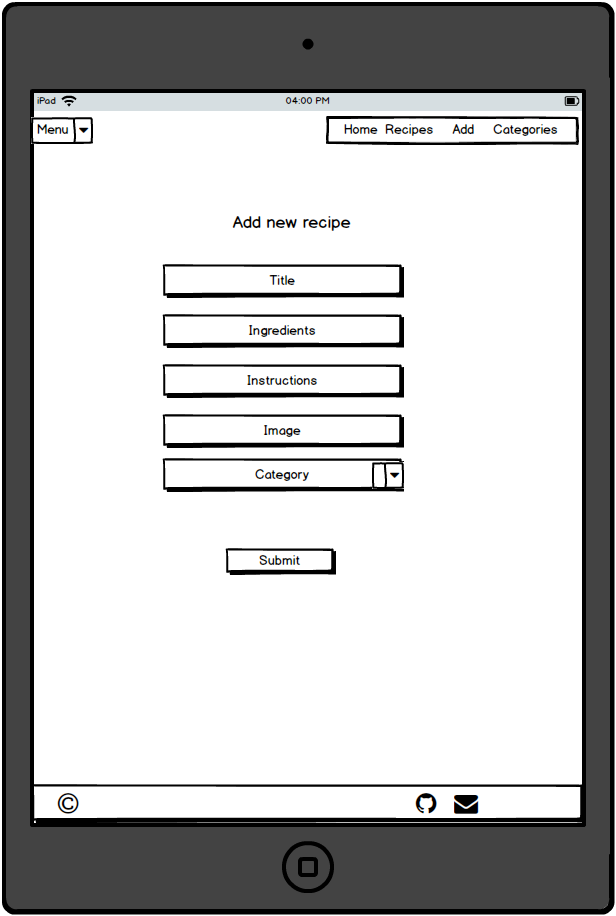 iPad 04:00 PM
Menu Home Recipes Add Categories
Add new recipe
Title
Ingredients
Instructions
Image
Category
Submit
©